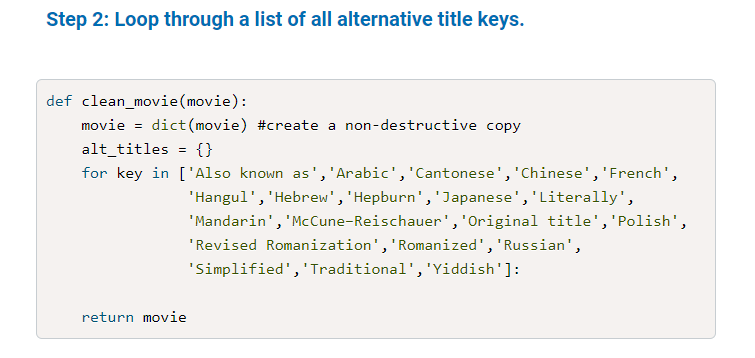 Step 2: Loop through a list of all alternative title keys.
def clean_movie(movie):
    movie = dict(movie) #create a non-destructive copy
    alt_titles = {}
    for key in ['Also known as','Arabic','Cantonese','Chinese','French',
                'Hangul','Hebrew','Hepburn','Japanese','Literally',
                'Mandarin','McCune–Reischauer','Original title','Polish',
                'Revised Romanization','Romanized','Russian',
                'Simplified','Traditional','Yiddish']:
    return movie